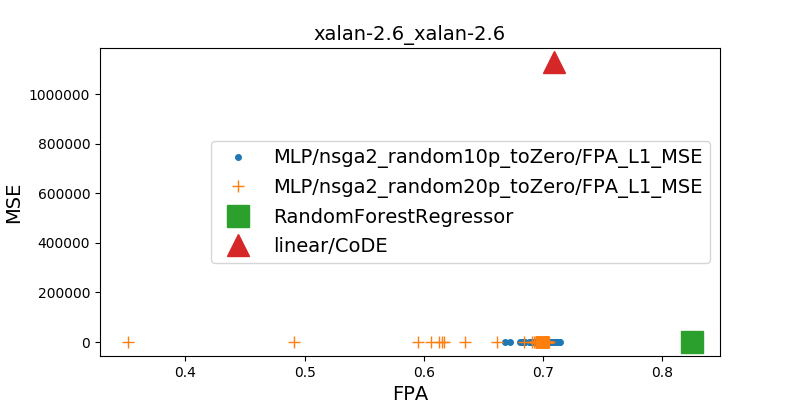 xalan-2.6_xalan-2.6
MSE
1000000
800000
600000
400000
200000
0
MLP/nsga2_random10p_toZero/FPA_L1_MSE
MLP/nsga2_random20p_toZero/FPA_L1_MSE
RandomForestRegressor
linear/CoDE
0.4 0.5 0.6 0.7 0.8
FPA